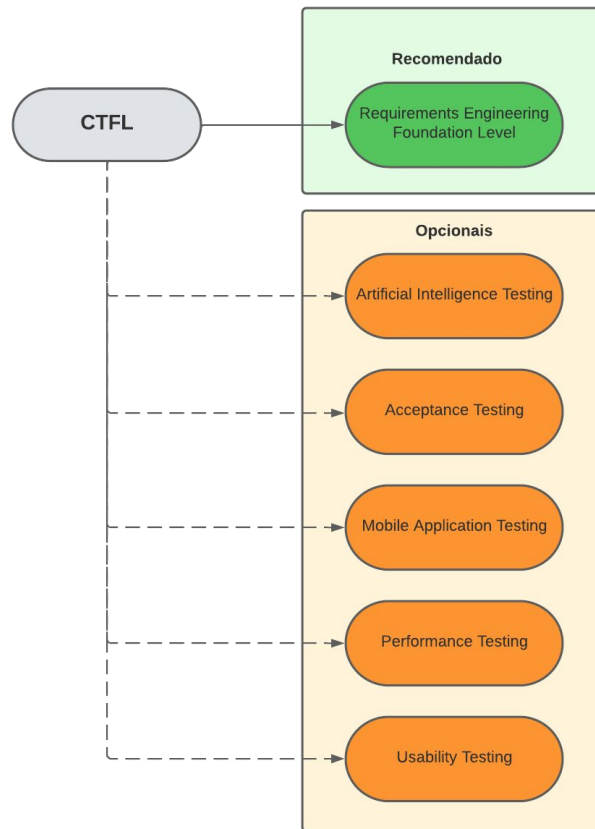 Recomendado
CTFL
Requirements Engineering
Foundation Level
Opcionais
Artificial Intelligence Testing
Acceptance Testing
Mobile Application Testing
Performance Testing
Usability Testing